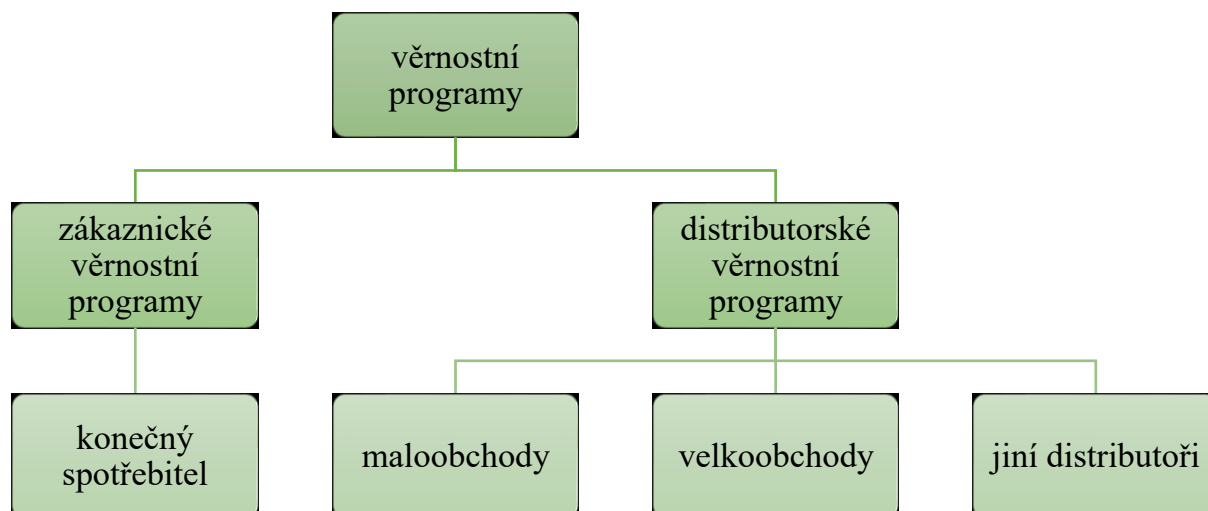 věrnostní
programy
zákaznické
věrnostní
programy
distributorské
věrnostní
programy
konečný
spotřebitel
maloobchody
velkoobchody
jiní distributoři